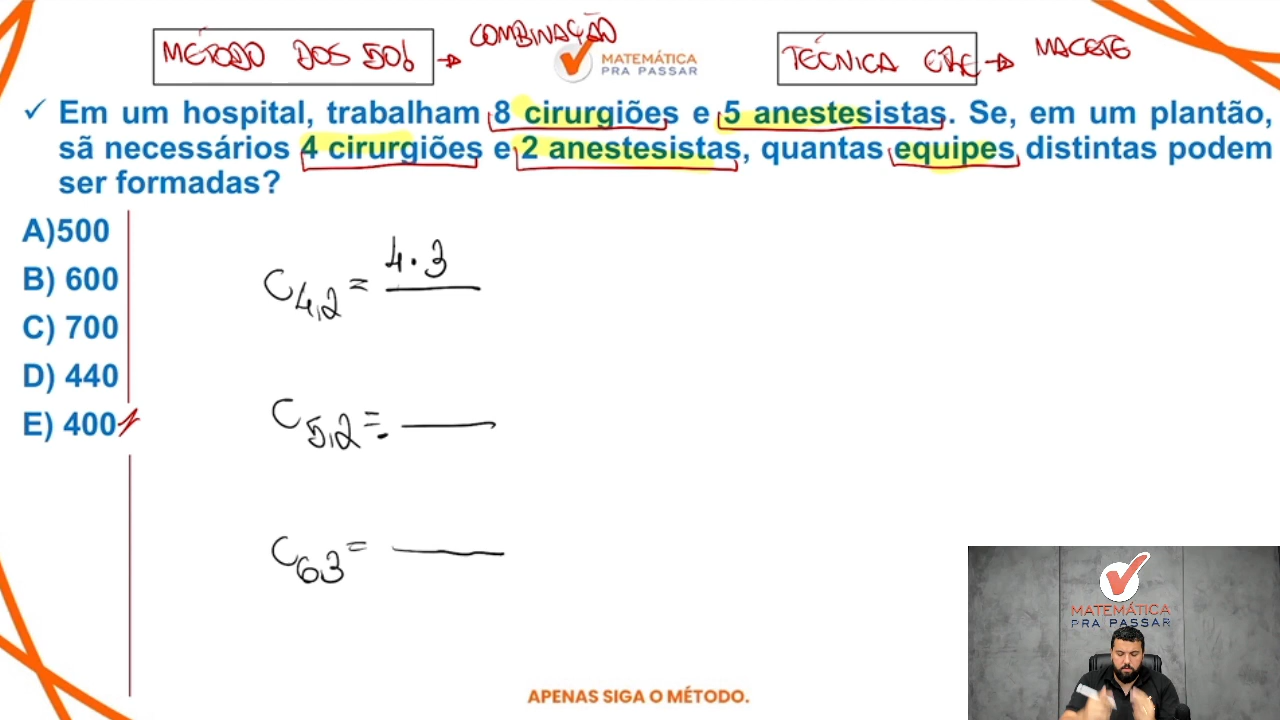 MÉTODO DOS 50! → COMBINAÇÃO
MATEMÁTICA
PRA PASSAR
TÉCNICA → MACETE
✓ Em um hospital, trabalham 8 cirurgiões e 5 anestesistas. Se, em um plantão,
sã necessários 4 cirurgiões e 2 anestesistas, quantas equipes distintas podem
ser formadas?
A)500
B) 600
C) 700
D) 440
E) 400
C4,2 = 4·3
C5,2 =
C6,3 =
MATEMÁTICA
PRA PASSAR
APENAS SIGA O MÉTODO.